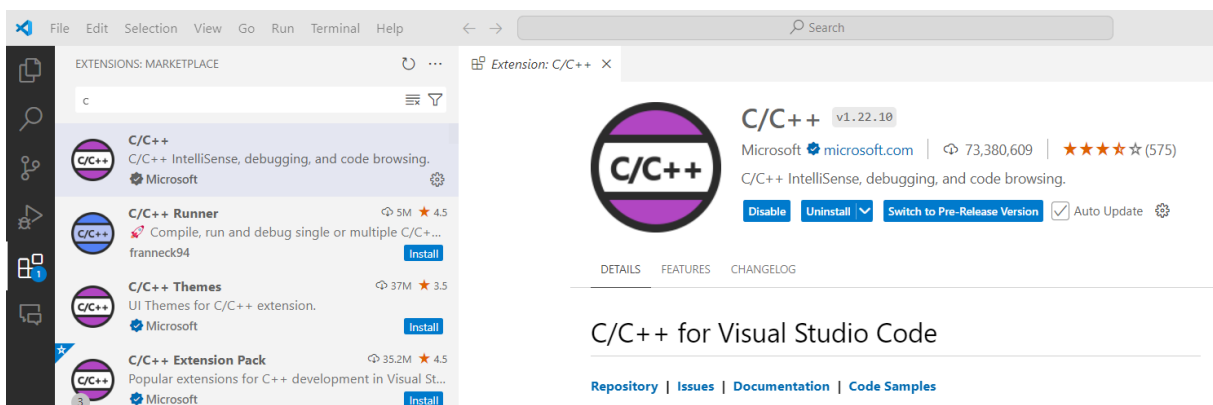 File Edit Selection View Go Run Terminal Help
Search
EXTENSIONS: MARKETPLACE
c
C/C++
C/C++
C/C++ IntelliSense, debugging, and code browsing.
Microsoft
C/C++
C/C++ Runner 5M 4.5
Compile, run and debug single or multiple C/C+...
franneck94 Install
C/C++
C/C++ Themes 37M 3.5
UI Themes for C/C++ extension.
Microsoft Install
C/C++
C/C++ Extension Pack 35.2M 4.5
Popular extensions for C++ development in Visual St...
Microsoft Install
3
1
Extension: C/C++
C/C++
C/C++ v1.22.10
Microsoft microsoft.com 73,380,609 (575)
C/C++ IntelliSense, debugging, and code browsing.
Disable Uninstall Switch to Pre-Release Version Auto Update
DETAILS FEATURES CHANGELOG
C/C++ for Visual Studio Code
Repository | Issues | Documentation | Code Samples